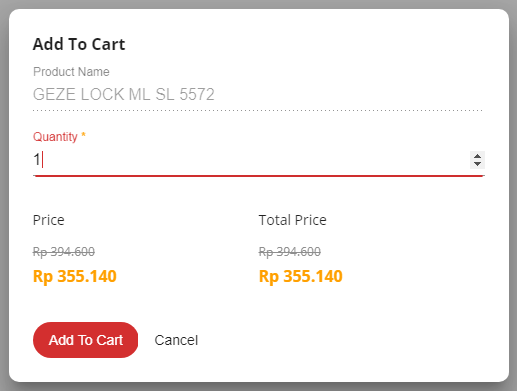 Add To Cart
Product Name
GEZE LOCK ML SL 5572
Quantity *
1
Price Total Price
Rp 394.600 Rp 394.600
Rp 355.140 Rp 355.140
Add To Cart Cancel